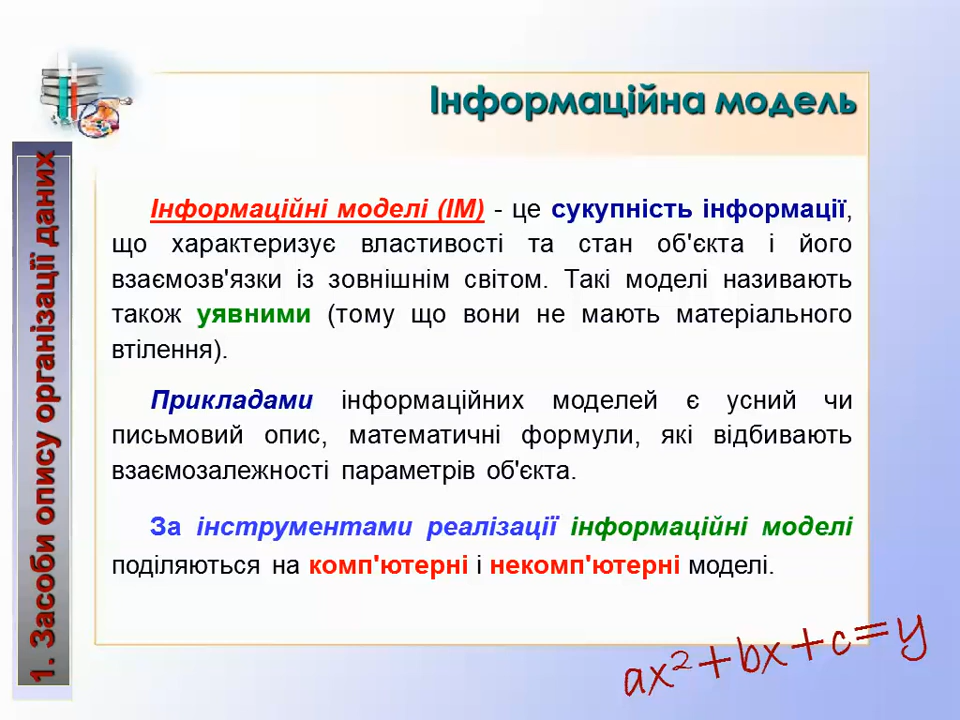 Інформаційна модель
1. Засоби опису організації даних
Інформаційні моделі (ІМ) - це сукупність інформації,
що характеризує властивості та стан об'єкта і його
взаємозв'язки із зовнішнім світом. Такі моделі називають
також уявними (тому що вони не мають матеріального
втілення).
Прикладами інформаційних моделей є усний чи
письмовий опис, математичні формули, які відбивають
взаємозалежності параметрів об'єкта.
За інструментами реалізації інформаційні моделі
поділяються на комп'ютерні і некомп'ютерні моделі.
ax²+bx+c=y